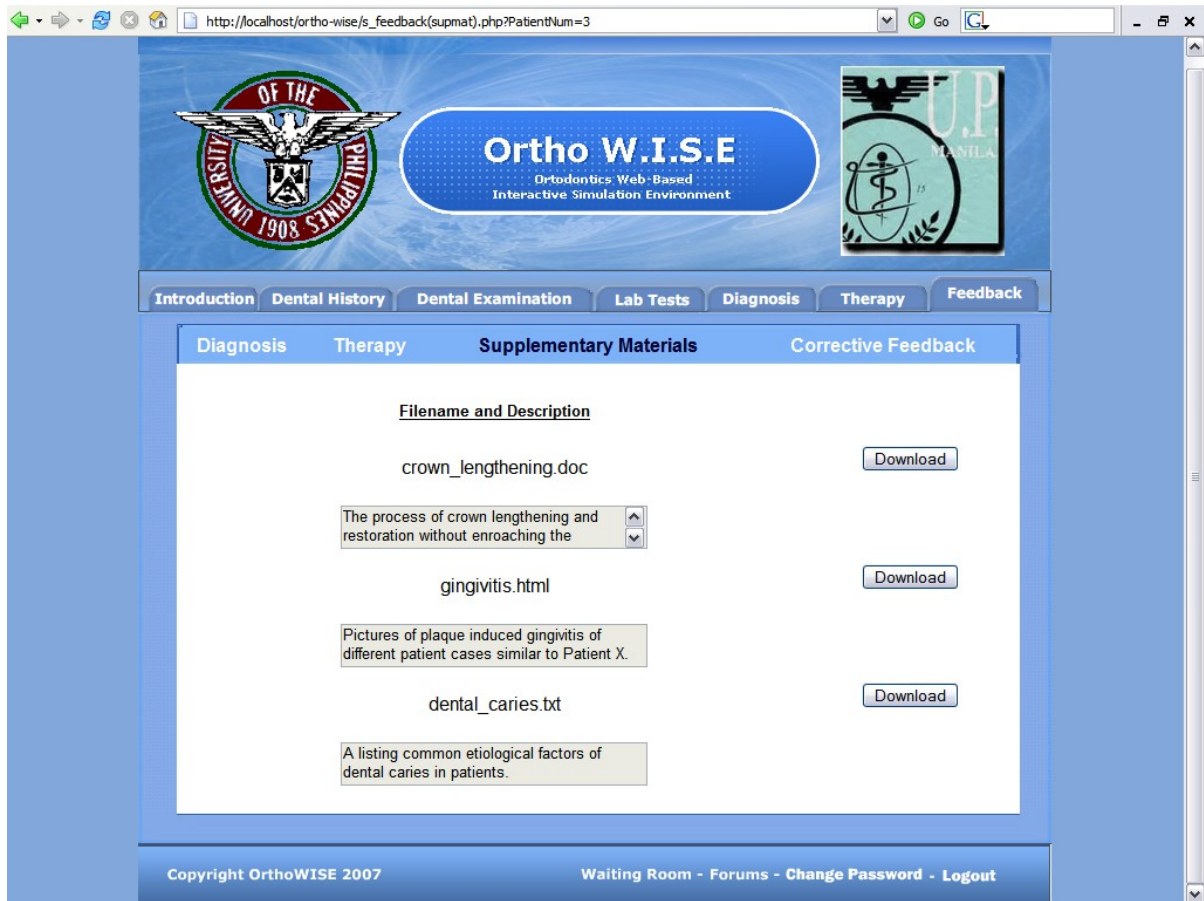 http://localhost/ortho-wise/s_feedback(supmat).php?PatientNum=3 Go G
UNIVERSITY OF THE PHILIPPINES
1908
Ortho W.I.S.E
Ortodontics Web-Based
Interactive Simulation Environment
U.P.
MANILA
Introduction Dental History Dental Examination Lab Tests Diagnosis Therapy Feedback
Diagnosis Therapy Supplementary Materials Corrective Feedback
Filename and Description
crown_lengthening.doc Download
The process of crown lengthening and
restoration without enroaching the
gingivitis.html Download
Pictures of plaque induced gingivitis of
different patient cases similar to Patient X.
dental_caries.txt Download
A listing common etiological factors of
dental caries in patients.
Copyright OrthoWISE 2007 Waiting Room - Forums - Change Password - Logout